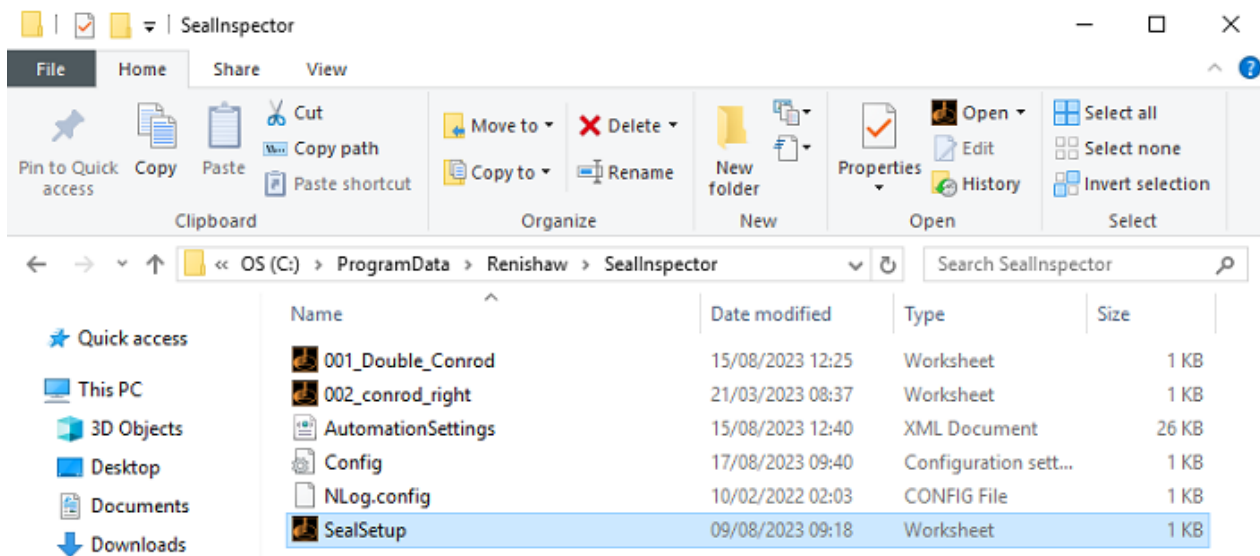 SealInspector
File Home Share View
Pin to Quick access
Copy
Paste
Cut
Copy path
Paste shortcut
Clipboard
Move to
Copy to
Delete
Rename
Organize
New folder
New
Properties
Open
Edit
History
Open
Select all
Select none
Invert selection
Select
« OS (C:) > ProgramData > Renishaw > SealInspector
Search SealInspector
Quick access
This PC
3D Objects
Desktop
Documents
Downloads
Name Date modified Type Size
001_Double_Conrod 15/08/2023 12:25 Worksheet 1 KB
002_conrod_right 21/03/2023 08:37 Worksheet 1 KB
AutomationSettings 15/08/2023 12:40 XML Document 26 KB
Config 17/08/2023 09:40 Configuration sett... 1 KB
NLog.config 10/02/2022 02:03 CONFIG File 1 KB
SealSetup 09/08/2023 09:18 Worksheet 1 KB